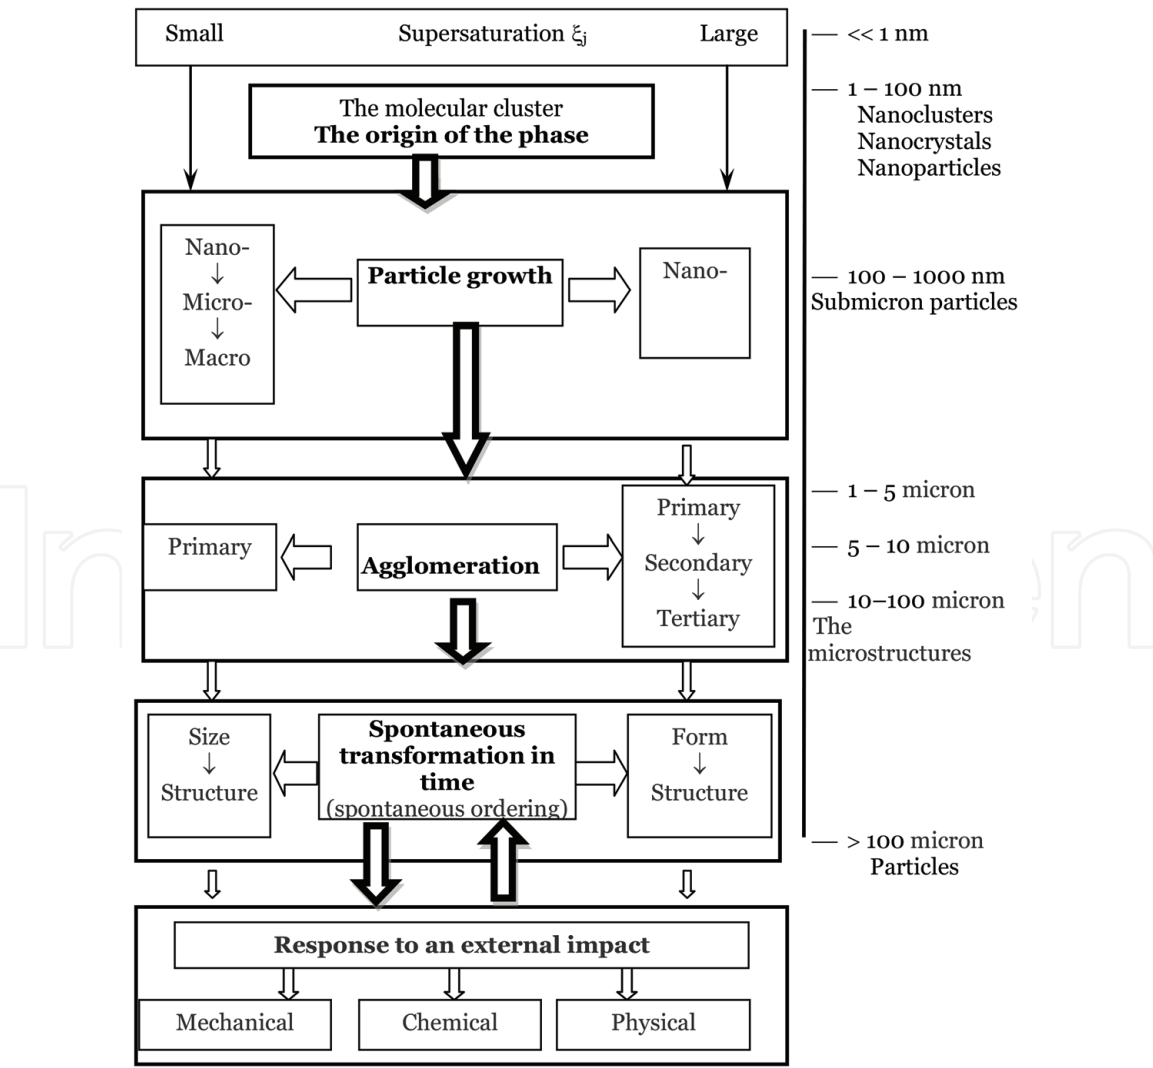 Small Supersaturation ξj Large
<< 1 nm
The molecular cluster
The origin of the phase
1 – 100 nm
Nanoclusters
Nanocrystals
Nanoparticles
Nano-
↓
Micro-
↓
Macro
Particle growth
Nano-
100 – 1000 nm
Submicron particles
Primary
Agglomeration
Primary
↓
Secondary
↓
Tertiary
1 – 5 micron
5 – 10 micron
10–100 micron
The
microstructures
Size
↓
Structure
Spontaneous
transformation in
time
(spontaneous ordering)
Form
↓
Structure
> 100 micron
Particles
Response to an external impact
Mechanical
Chemical
Physical